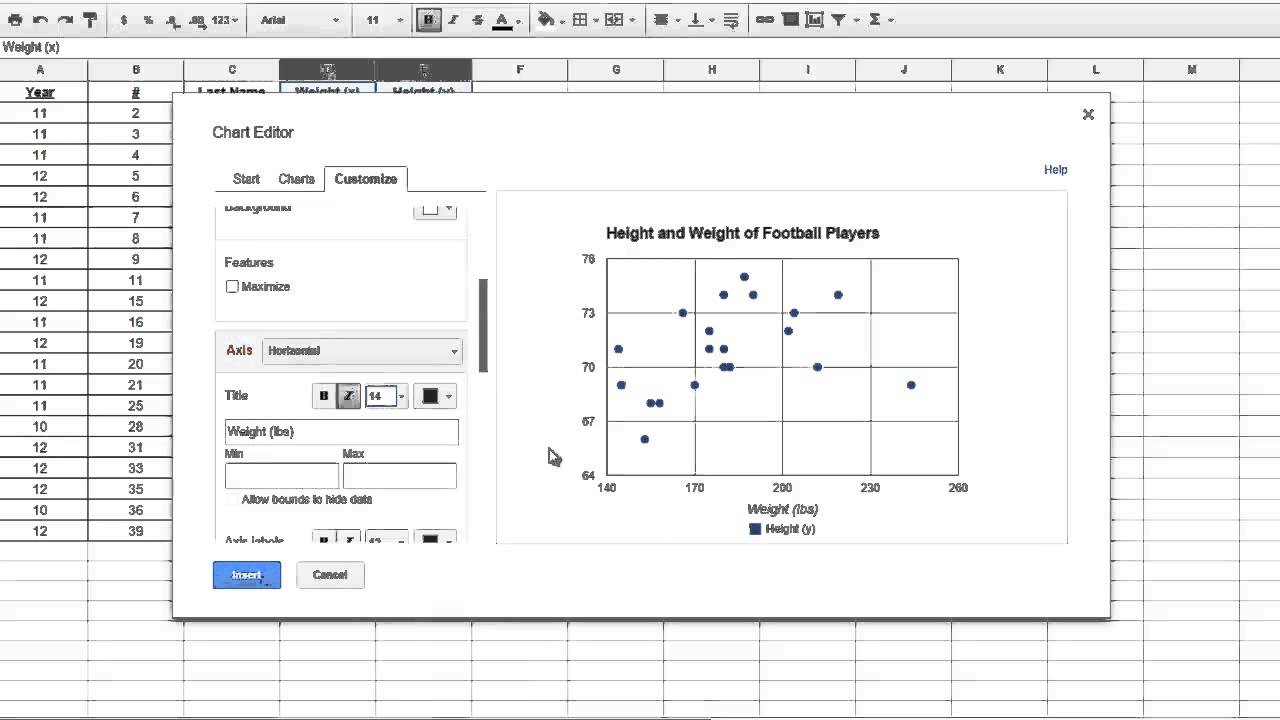 $ % .0 .00 123 Arial 11 B I S A Σ
Weight (x)
A B C D E F G H I J K L M
Year # Last Name Weight (x) Height (y)
11 2
11 3
11 4
12 5
12 6
11 7
11 8
12 9
11 11
12 15
11 16
12 19
11 20
11 21
11 25
10 28
12 31
12 33
12 35
10 36
12 39
Chart Editor
Help
Start Charts Customize
Background
Features
Maximize
Axis Horizontal
Title B I 14
Weight (lbs)
Min Max
Allow bounds to hide data
Axis labels B I 12
Insert Cancel
Height and Weight of Football Players
76
73
70
67
64
140 170 200 230 260
Weight (lbs)
Height (y)